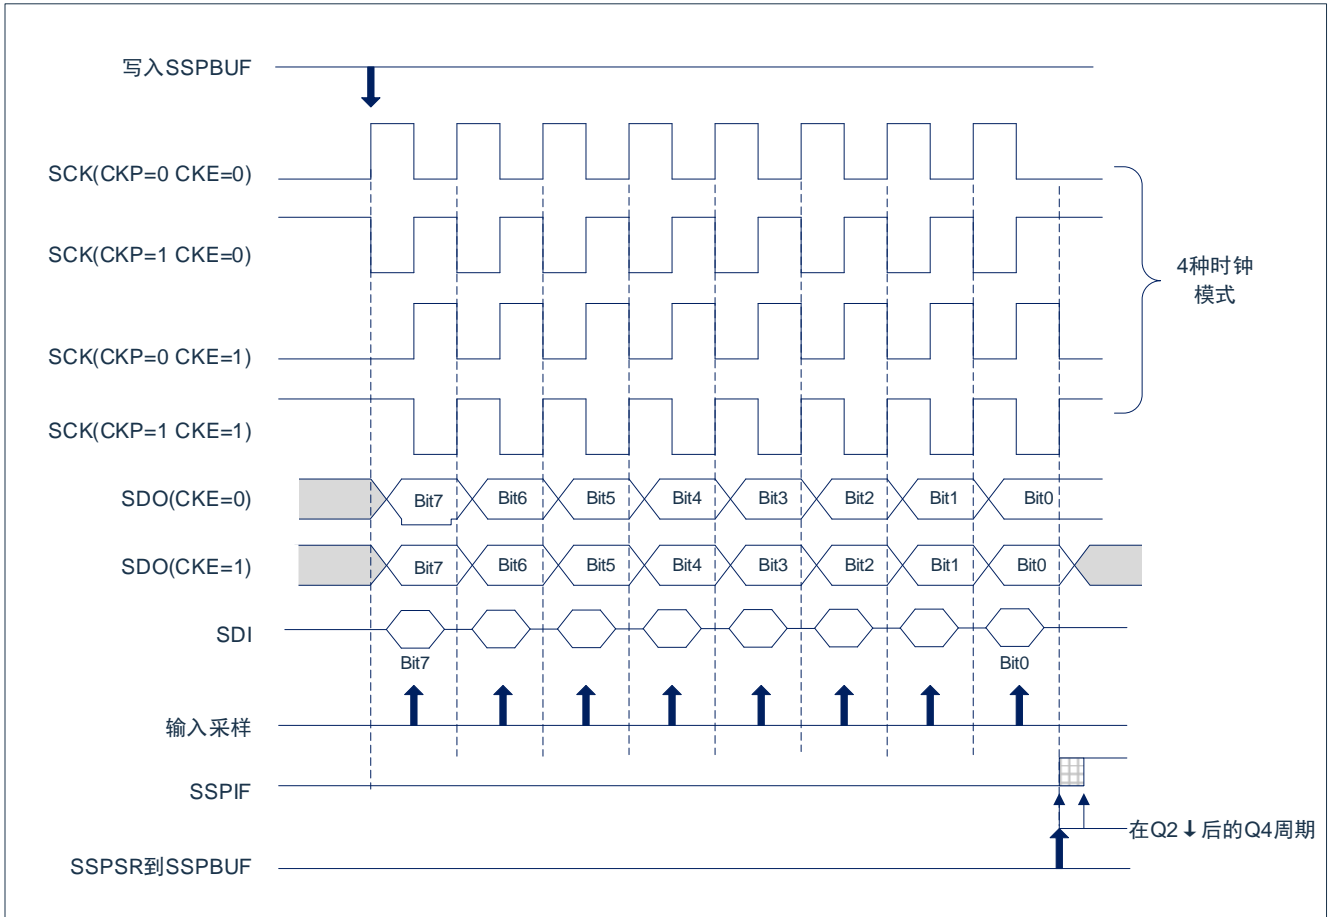 写入SSPBUF
SCK(CKP=0 CKE=0)
SCK(CKP=1 CKE=0)
4种时钟
模式
SCK(CKP=0 CKE=1)
SCK(CKP=1 CKE=1)
SDO(CKE=0)
Bit7 Bit6 Bit5 Bit4 Bit3 Bit2 Bit1 Bit0
SDO(CKE=1)
Bit7 Bit6 Bit5 Bit4 Bit3 Bit2 Bit1 Bit0
SDI
Bit7 Bit0
输入采样
SSPIF
在Q2↓后的Q4周期
SSPSR到SSPBUF